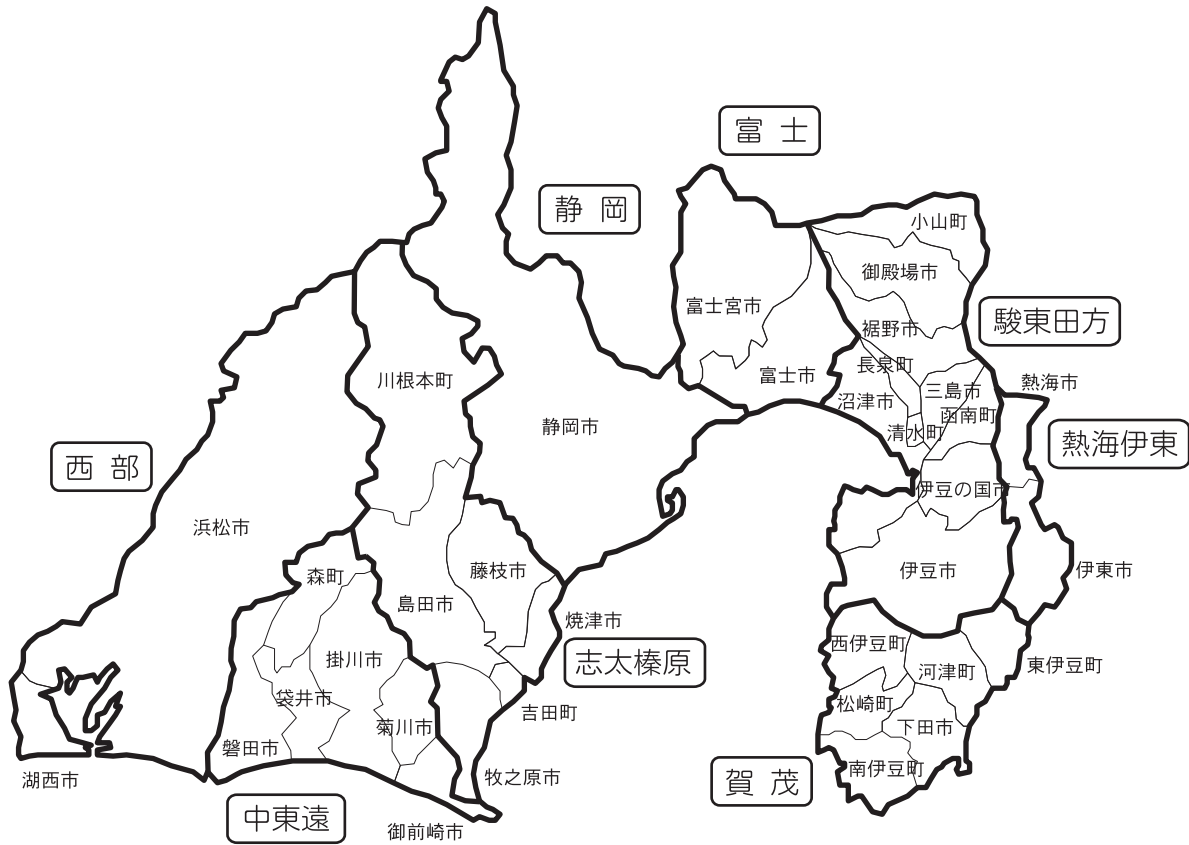 富士
静岡
小山町
御殿場市
富士宮市
裾野市
駿東田方
長泉町
富士市
川根本町
三島市
熱海市
沼津市
函南町
静岡市
清水町
熱海伊東
西部
伊豆の国市
浜松市
藤枝市
伊豆市
伊東市
森町
島田市
焼津市
西伊豆町
掛川市
志太榛原
河津町
東伊豆町
袋井市
松崎町
吉田町
菊川市
下田市
磐田市
南伊豆町
湖西市
牧之原市
賀茂
中東遠
御前崎市